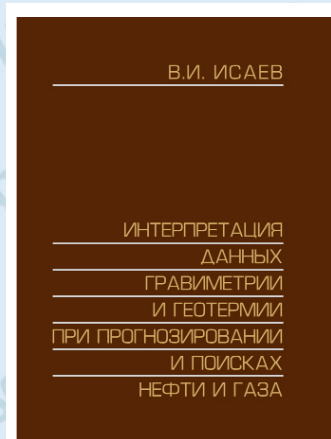 В.И. ИСАЕВ
ИНТЕРПРЕТАЦИЯ
ДАННЫХ
ГРАВИМЕТРИИ
И ГЕОТЕРМИИ
ПРИ ПРОГНОЗИРОВАНИИ
И ПОИСКАХ
НЕФТИ И ГАЗА